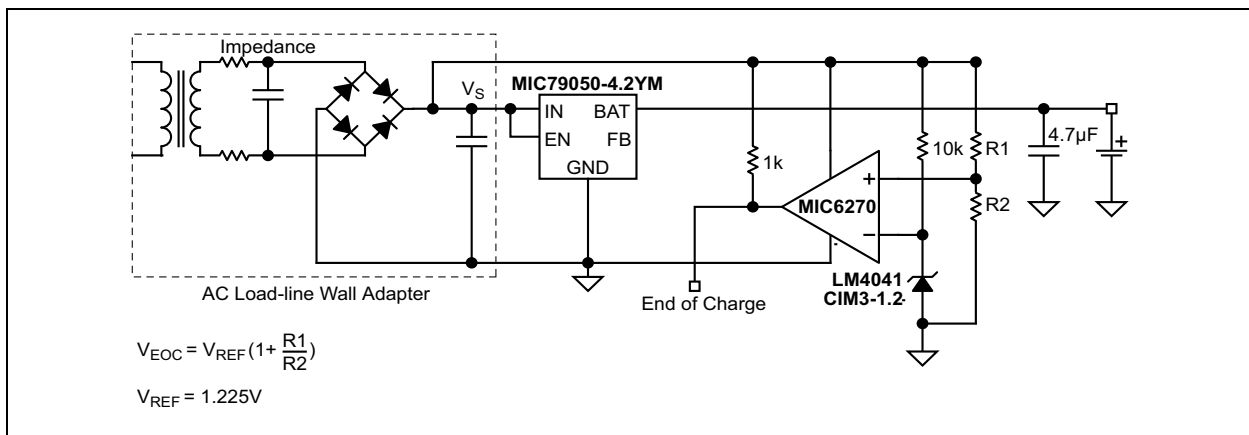 Impedance
V_S
MIC79050-4.2YM
IN
BAT
EN
FB
GND
1k
10k
R1
4.7µF
+
+
MIC6270
–
R2
LM4041
CIM3-1.2
End of Charge
AC Load-line Wall Adapter
V_EOC = V_REF (1+ R1/R2)
V_REF = 1.225V